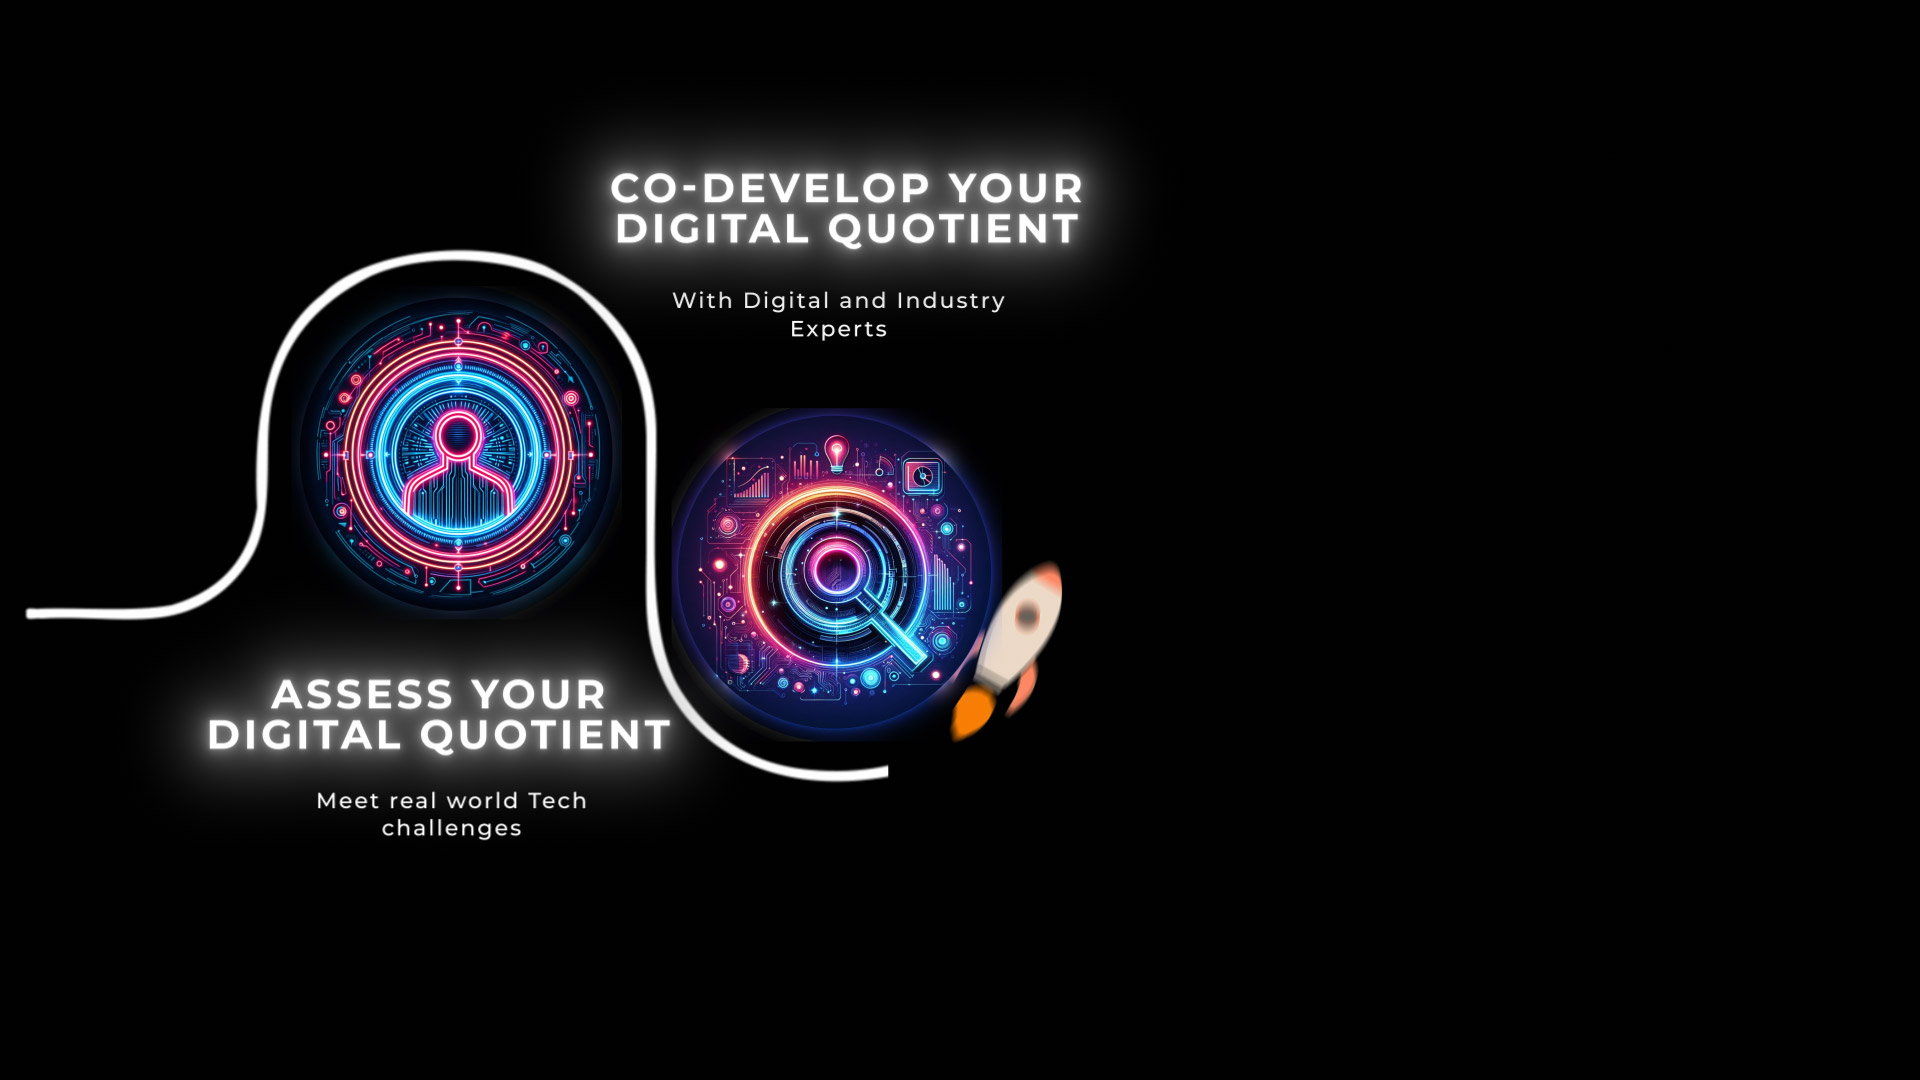 CO-DEVELOP YOUR
DIGITAL QUOTIENT
With Digital and Industry
Experts
ASSESS YOUR
DIGITAL QUOTIENT
Meet real world Tech
challenges